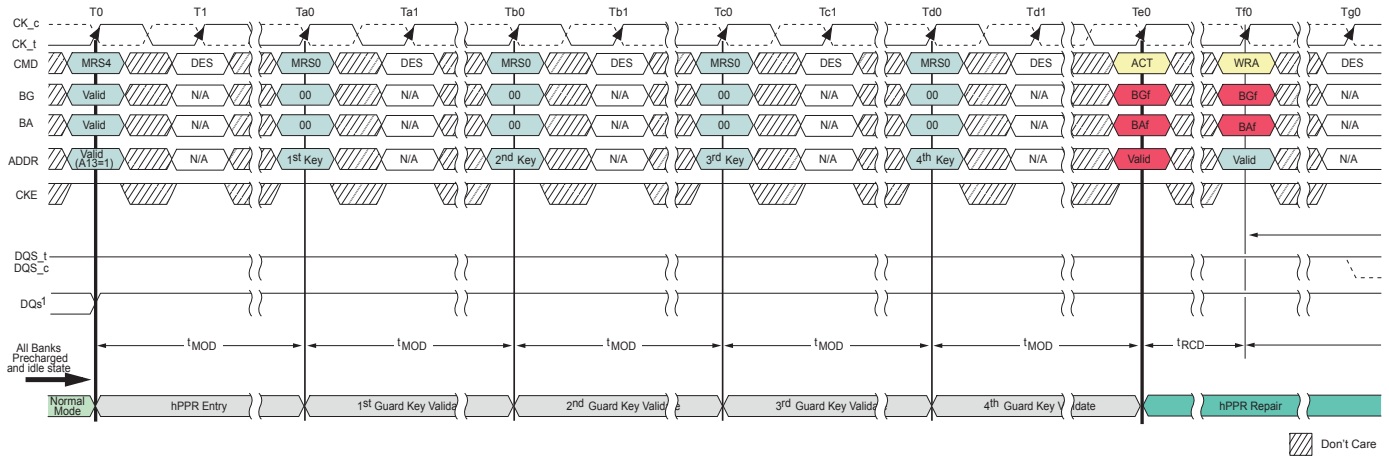 T0 T1 Ta0 Ta1 Tb0 Tb1 Tc0 Tc1 Td0 Td1 Te0 Tf0 Tg0
CK_c
CK_t
CMD MRS4 DES MRS0 DES MRS0 DES MRS0 DES MRS0 DES ACT WRA DES
BG Valid N/A 00 N/A 00 N/A 00 N/A 00 N/A BGf BGf N/A
BA Valid N/A 00 N/A 00 N/A 00 N/A 00 N/A BAf BAf N/A
ADDR Valid (A13=1) N/A 1st Key N/A 2nd Key N/A 3rd Key N/A 4th Key N/A Valid Valid N/A
CKE
DQS_t
DQS_c
DQs1
tMOD tMOD tMOD tMOD tMOD tRCD
All Banks
Precharged
and idle state
Normal Mode hPPR Entry 1st Guard Key Valida 2nd Guard Key Valid e 3rd Guard Key Valida 4th Guard Key V idate hPPR Repair
Don't Care